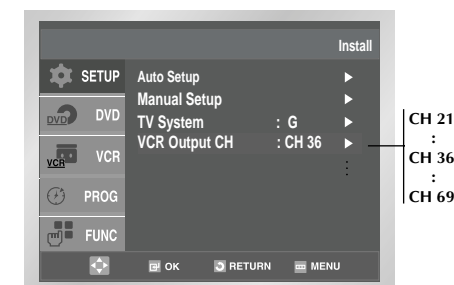 Install
SETUP
DVD DVD
VCR VCR
PROG
FUNC
Auto Setup
Manual Setup
TV System : G
VCR Output CH : CH 36
OK RETURN MENU
CH 21
:
CH 36
:
CH 69